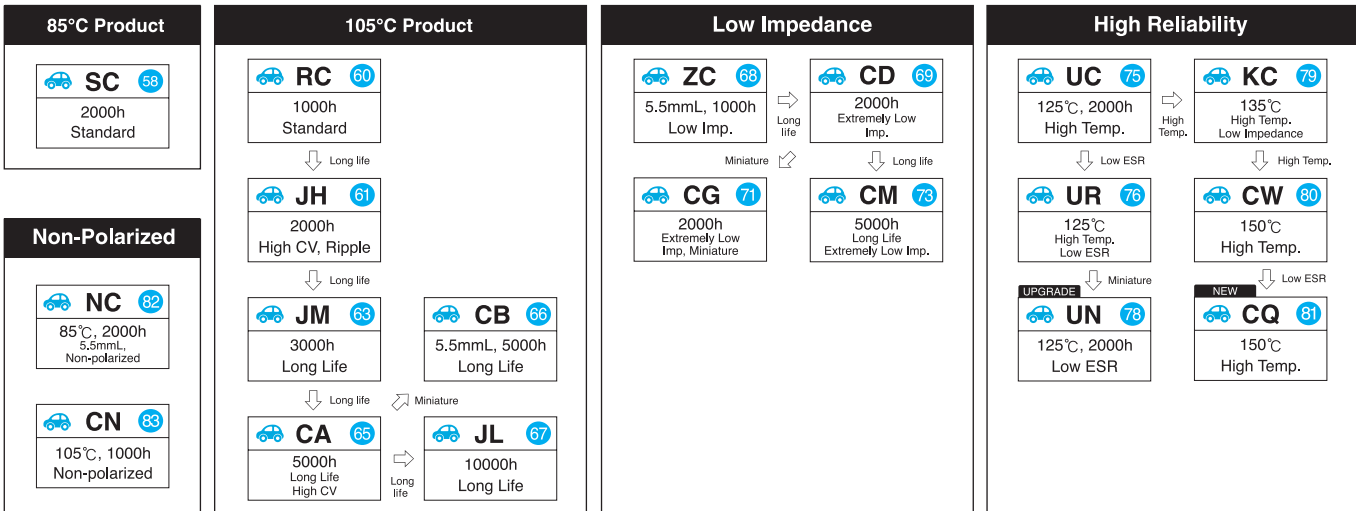 85°C Product
SC 58
2000h
Standard
Non-Polarized
NC 82
85℃, 2000h
5.5mmL,
Non-polarized
CN 83
105℃, 1000h
Non-polarized
105°C Product
RC 60
1000h
Standard
Long life
JH 61
2000h
High CV, Ripple
Long life
JM 63
3000h
Long Life
CB 66
5.5mmL, 5000h
Long Life
Long life
Miniature
CA 65
5000h
Long Life
High CV
Long
life
JL 67
10000h
Long Life
Low Impedance
ZC 68
5.5mmL, 1000h
Low Imp.
Long
life
CD 69
2000h
Extremely Low
Imp.
Miniature
Long life
CG 71
2000h
Extremely Low
Imp, Miniature
CM 73
5000h
Long Life
Extremely Low Imp.
High Reliability
UC 75
125℃, 2000h
High Temp.
High
Temp.
KC 79
135℃
High Temp.
Low Impedance
Low ESR
High Temp.
UR 76
125℃
High Temp.
Low ESR
CW 80
150℃
High Temp.
Miniature
Low ESR
UPGRADE
UN 78
125℃, 2000h
Low ESR
NEW
CQ 81
150℃
High Temp.